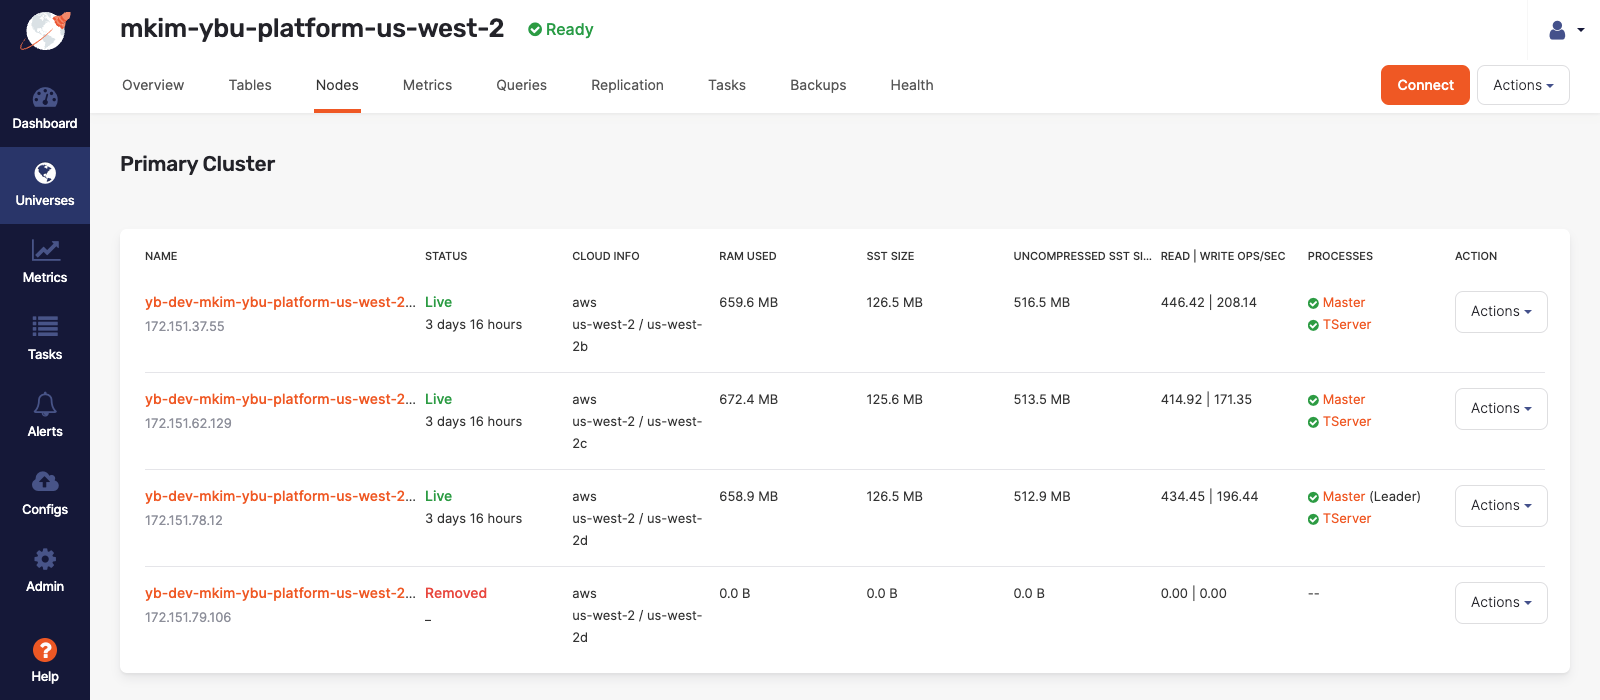 mkim-ybu-platform-us-west-2 Ready
Overview Tables Nodes Metrics Queries Replication Tasks Backups Health Connect Actions
Dashboard
Universes
Metrics
Tasks
Alerts
Configs
Admin
? Help
Primary Cluster
NAME STATUS CLOUD INFO RAM USED SST SIZE UNCOMPRESSED SST SI... READ | WRITE OPS/SEC PROCESSES ACTION
yb-dev-mkim-ybu-platform-us-west-2... Live aws 659.6 MB 126.5 MB 516.5 MB 446.42 | 208.14 Master Actions
172.151.37.55 3 days 16 hours us-west-2 / us-west- TServer
2b
yb-dev-mkim-ybu-platform-us-west-2... Live aws 672.4 MB 125.6 MB 513.5 MB 414.92 | 171.35 Master Actions
172.151.62.129 3 days 16 hours us-west-2 / us-west- TServer
2c
yb-dev-mkim-ybu-platform-us-west-2... Live aws 658.9 MB 126.5 MB 512.9 MB 434.45 | 196.44 Master (Leader) Actions
172.151.78.12 3 days 16 hours us-west-2 / us-west- TServer
2d
yb-dev-mkim-ybu-platform-us-west-2... Removed aws 0.0 B 0.0 B 0.0 B 0.00 | 0.00 -- Actions
172.151.79.106 _ us-west-2 / us-west-
2d